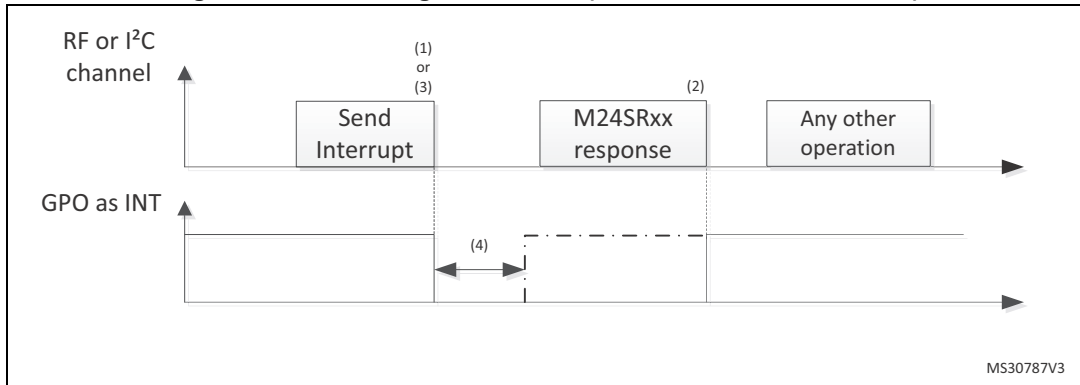 RF or I²C
channel
(1)
or
(3)
(2)
Send
Interrupt
M24SRxx
response
Any other
operation
GPO as INT
(4)
MS30787V3